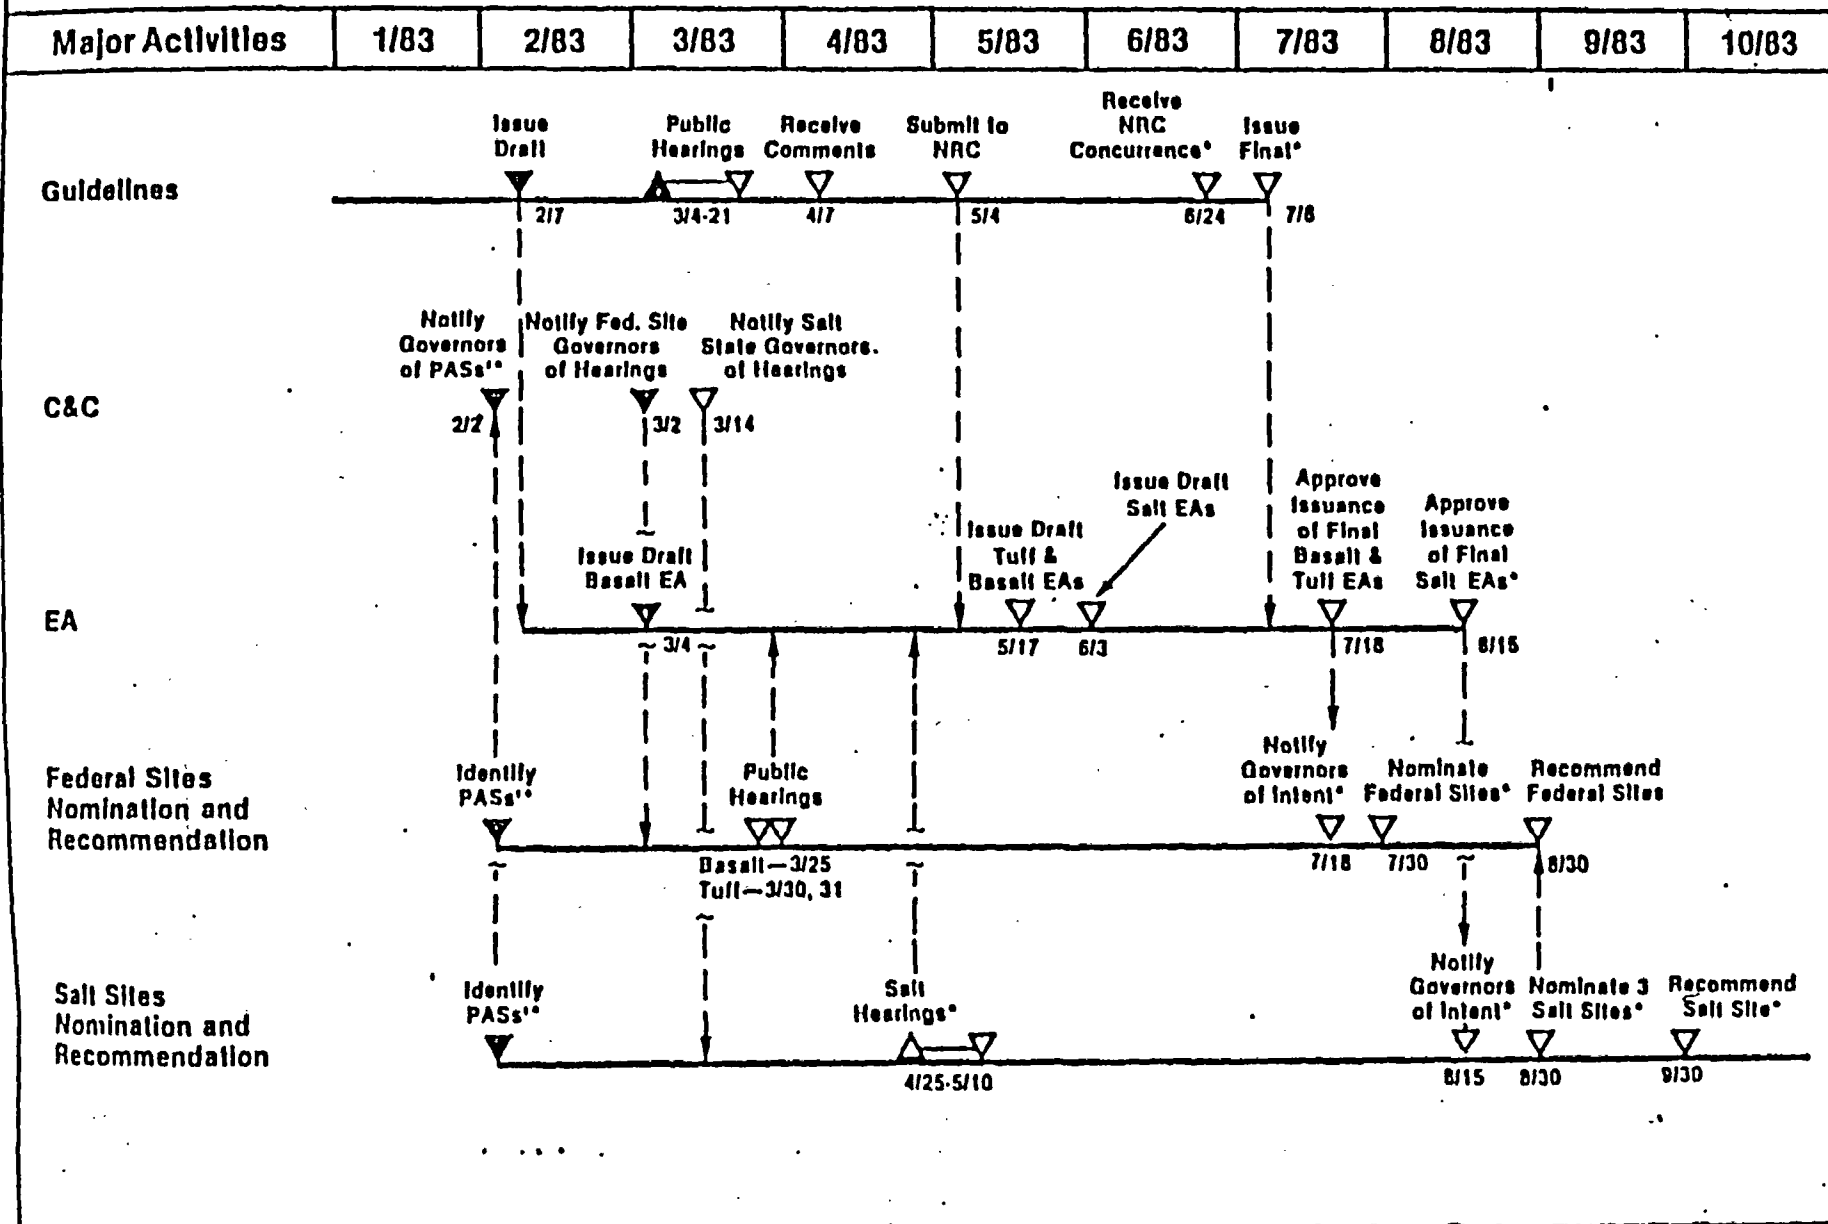 Major Activities 1/83 2/83 3/83 4/83 5/83 6/83 7/83 8/83 9/83 10/83
Guidelines
Issue
Draft
2/7
Public
Hearings
3/4-21
Receive
Comments
4/7
Submit to
NRC
5/4
Receive
NRC
Concurrence*
6/24
Issue
Final*
C&C
Notify
Governors
of PASs'*
2/2
Notify Fed. Site
Governors
of Hearings
3/2
Notify Salt
State Governors.
of Hearings
3/14
EA
Issue Draft
Basalt EA
3/4
Issue Draft
Tuff &
Basalt EAs
5/17
Issue Draft
Salt EAs
6/3
Approve
Issuance
of Final
Basalt &
Tuff EAs
7/18
Approve
Issuance
of Final
Salt EAs*
8/15
Federal Sites
Nomination and
Recommendation
Identify
PASs'*
Public
Hearings
Basalt—3/25
Tuff—3/30, 31
Notify
Governors
of Intent*
7/18
Nominate
Federal Sites*
7/30
Recommend
Federal Sites
8/30
Salt Sites
Nomination and
Recommendation
Identify
PASs'*
Salt
Hearings*
4/25-5/10
Notify
Governors
of Intent*
8/15
Nominate 3
Salt Sites*
8/30
Recommend
Salt Site*
9/30